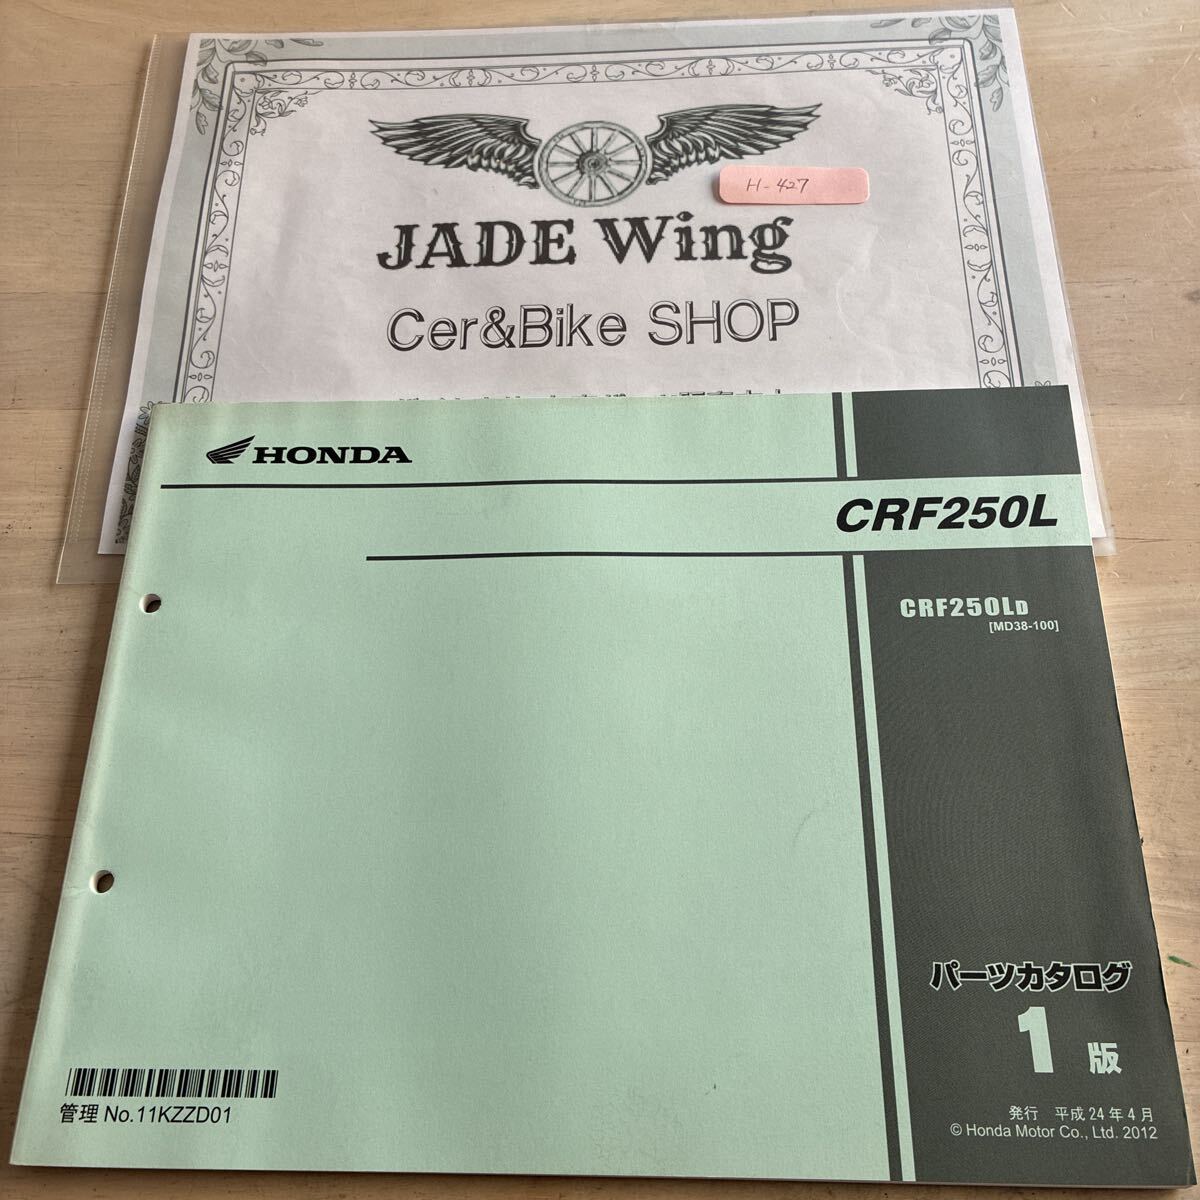 H-427
JADE Wing
Cer&Bike SHOP
HONDA
CRF250L
CRF250LD
[MD38-100]
パーツカタログ
1版
管理 No.11KZZD01
発行 平成24年4月
© Honda Motor Co., Ltd. 2012